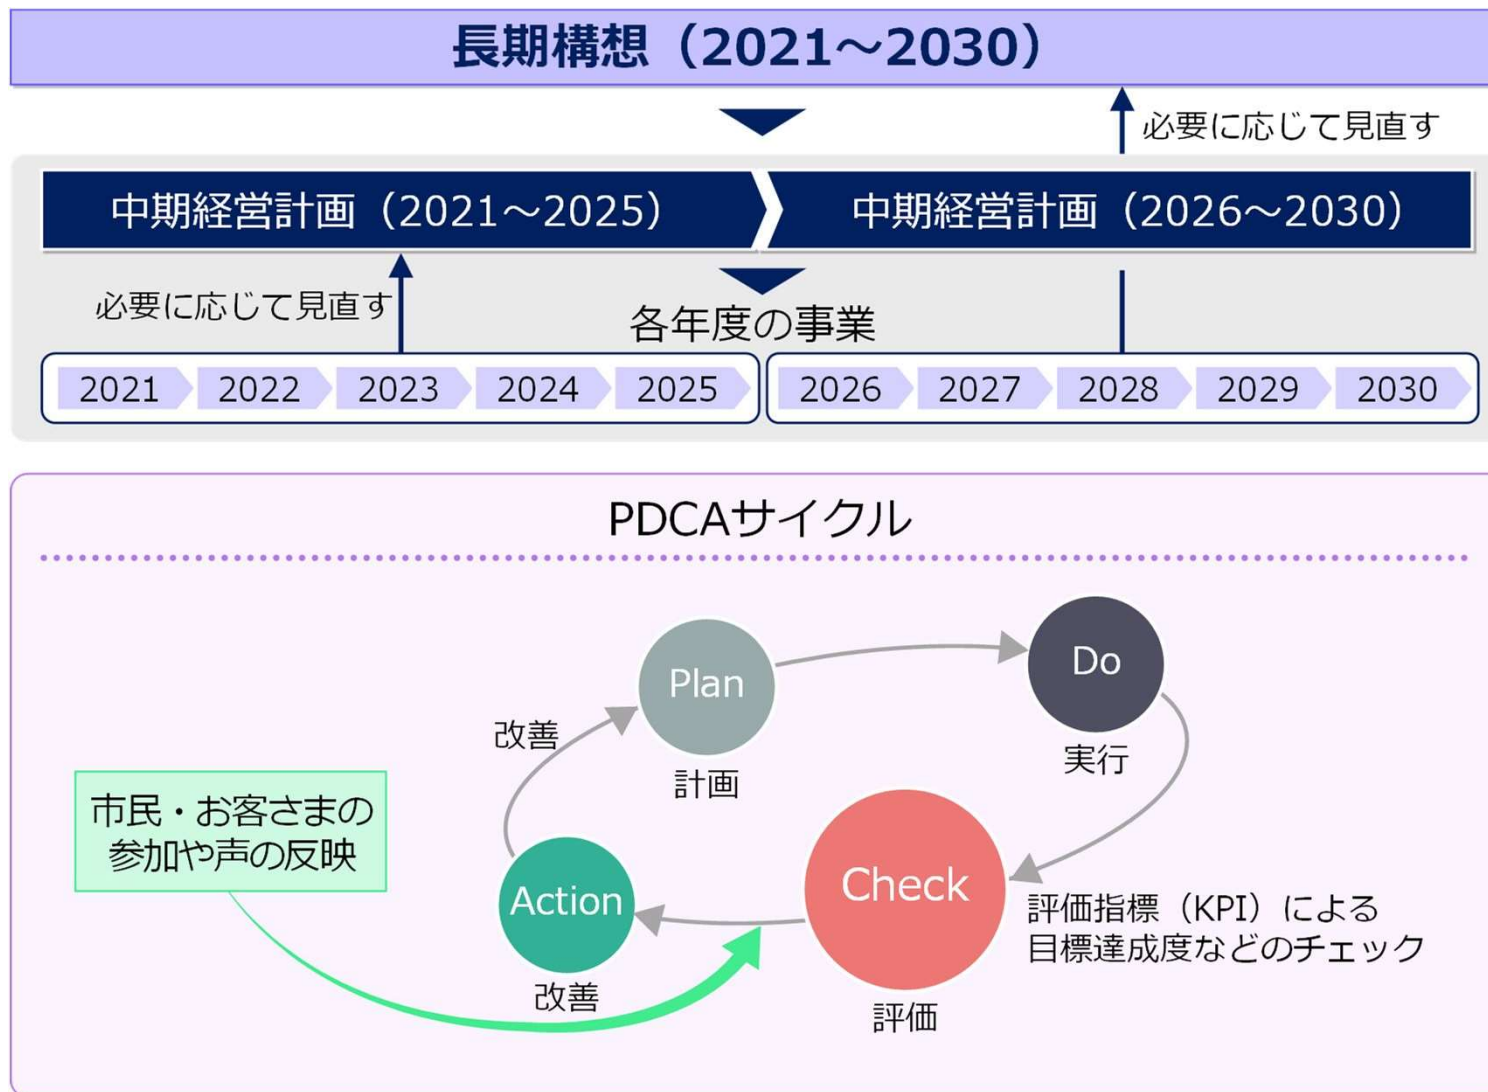 長期構想（2021～2030）
必要に応じて見直す
中期経営計画（2021～2025）
中期経営計画（2026～2030）
必要に応じて見直す
各年度の事業
2021 2022 2023 2024 2025 2026 2027 2028 2029 2030
PDCAサイクル
Plan
計画
Do
実行
改善
市民・お客さまの
参加や声の反映
Action
改善
Check
評価
評価指標（KPI）による
目標達成度などのチェック